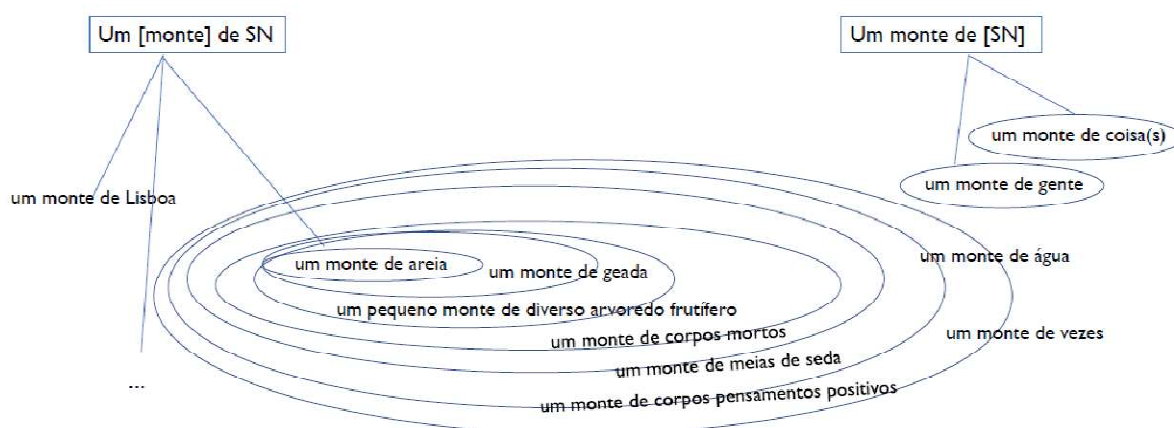 Um [monte] de SN
Um monte de [SN]
um monte de coisa(s)
um monte de gente
um monte de Lisboa
um monte de água
um monte de areia
um monte de geada
um pequeno monte de diverso arvoredo frutífero
um monte de vezes
um monte de corpos mortos
um monte de meias de seda
...
um monte de corpos pensamentos positivos